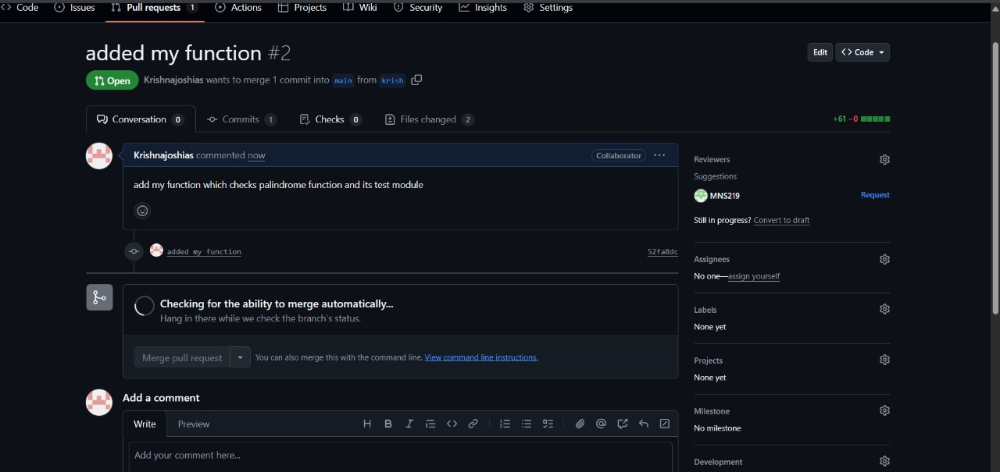 Code Issues Pull requests 1 Actions Projects Wiki Security Insights Settings
added my function #2
Edit Code
Open Krishnajoshias wants to merge 1 commit into main from krish
Conversation 0 Commits 1 Checks 0 Files changed 2 +61 −0
Krishnajoshias commented now Collaborator
add my function which checks palindrome function and its test module
added my function 52fa8dc
Checking for the ability to merge automatically...
Hang in there while we check the branch's status.
Merge pull request You can also merge this with the command line. View command line instructions.
Add a comment
Write Preview
Add your comment here...
Reviewers
Suggestions
MNS219 Request
Still in progress? Convert to draft
Assignees
No one—assign yourself
Labels
None yet
Projects
None yet
Milestone
No milestone
Development